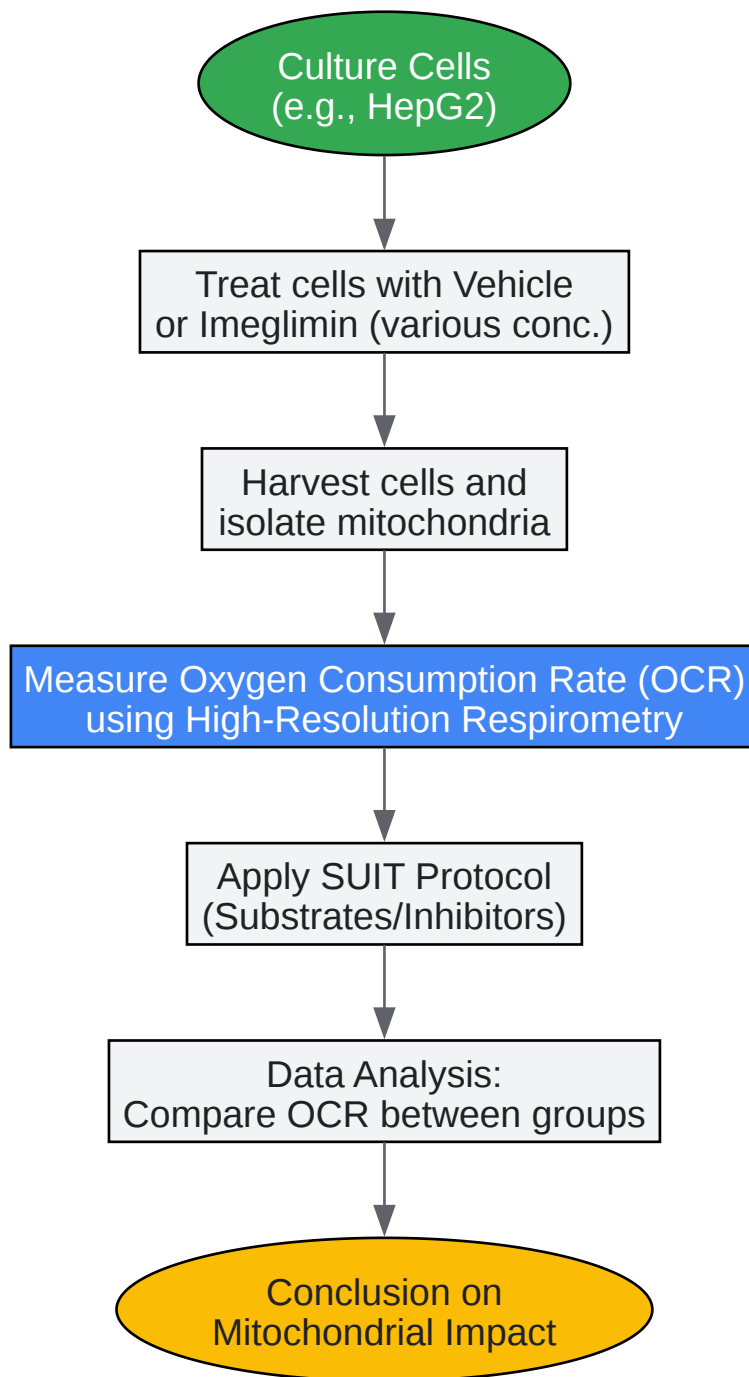 Culture Cells
(e.g., HepG2)
Treat cells with Vehicle
or Imeglimin (various conc.)
Harvest cells and
isolate mitochondria
Measure Oxygen Consumption Rate (OCR)
using High-Resolution Respirometry
Apply SUIT Protocol
(Substrates/Inhibitors)
Data Analysis:
Compare OCR between groups
Conclusion on
Mitochondrial Impact